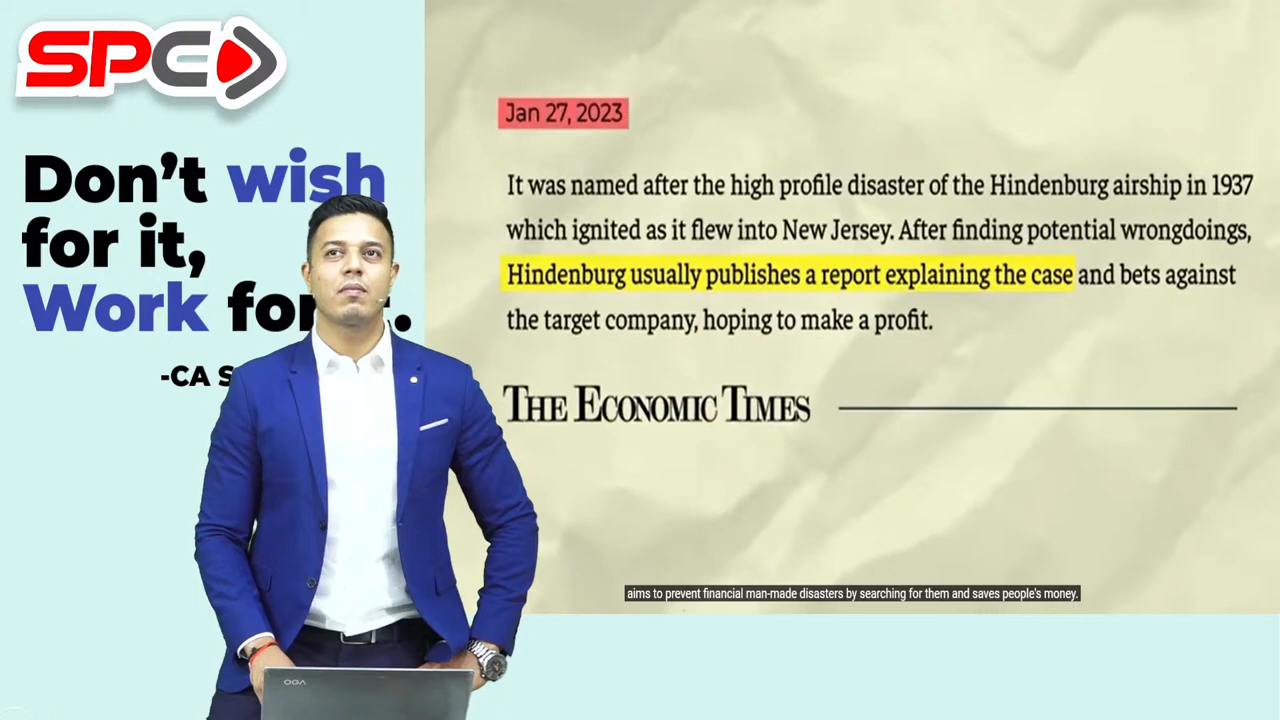 SPC
Don't wish
for it,
Work for
-CA S
Jan 27, 2023
It was named after the high profile disaster of the Hindenburg airship in 1937
which ignited as it flew into New Jersey. After finding potential wrongdoings,
Hindenburg usually publishes a report explaining the case and bets against
the target company, hoping to make a profit.
THE ECONOMIC TIMES
aims to prevent financial man-made disasters by searching for them and saves people's money.
YOGA